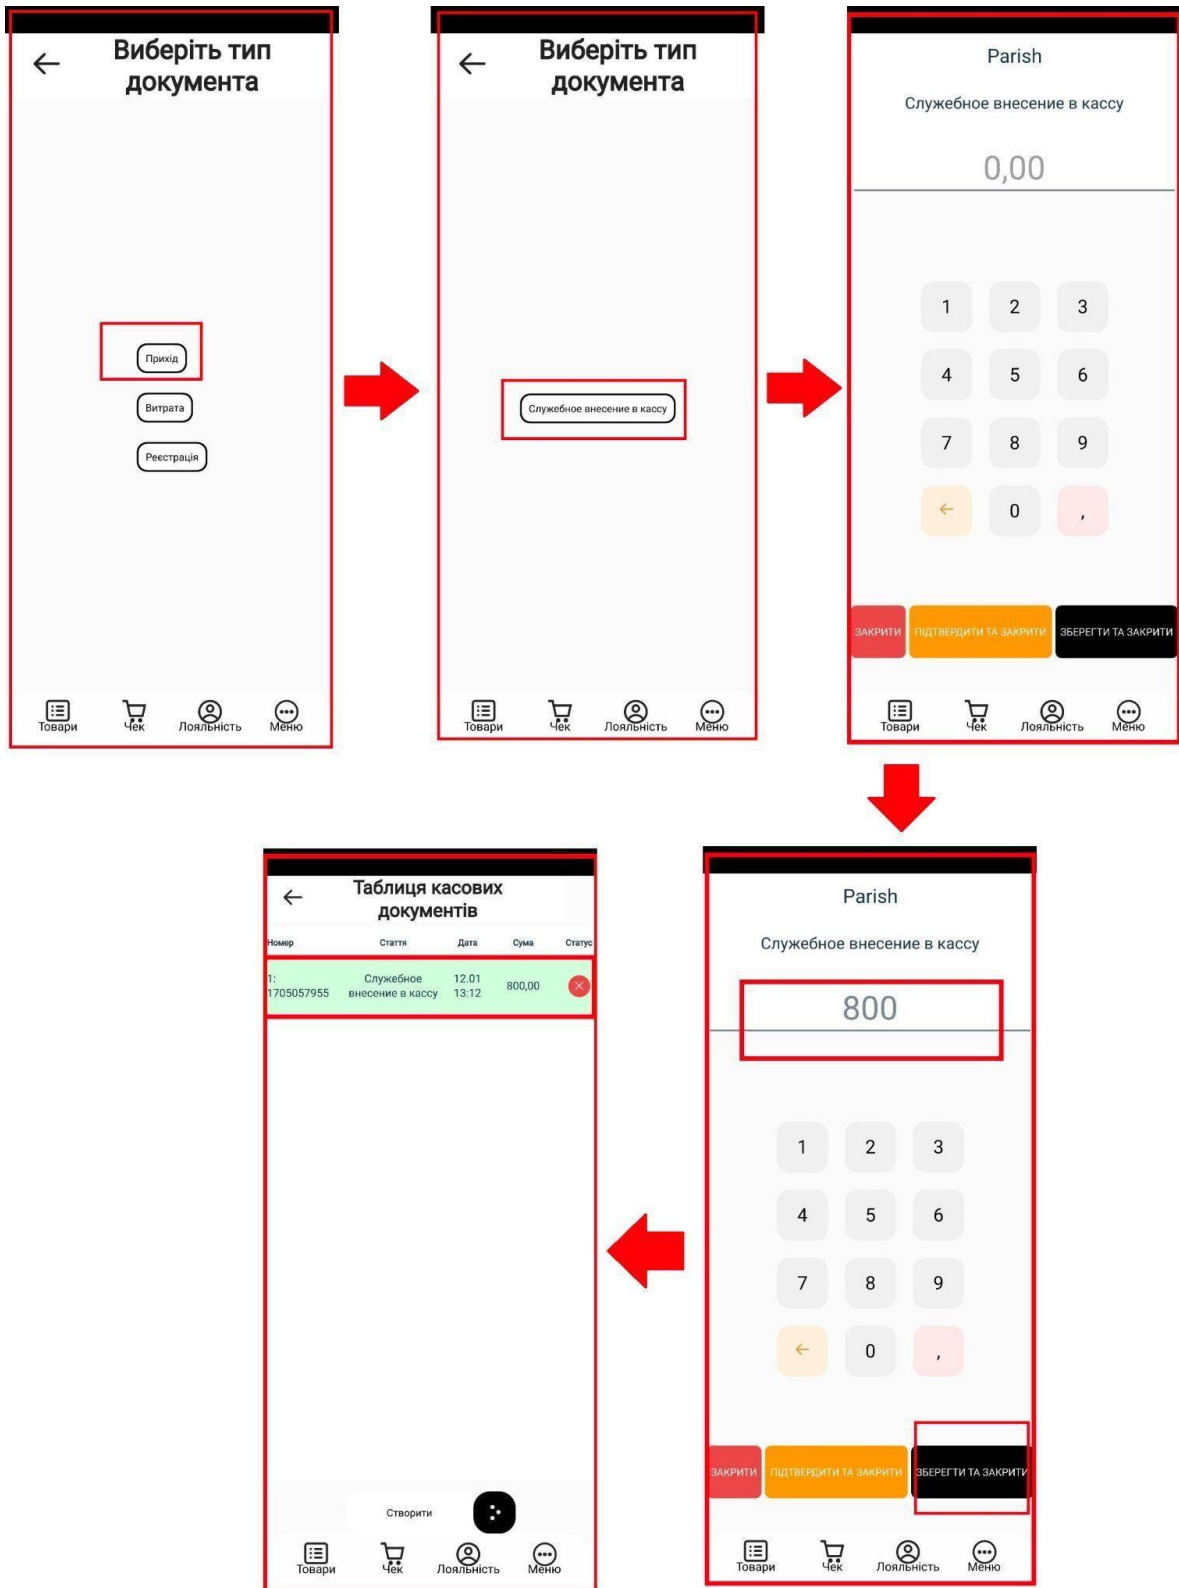 Виберіть тип
документа
Прихід
Витрата
Реєстрація
Товари
Чек
Лояльність
Меню
Виберіть тип
документа
Служебное внесение в кассу
Товари
Чек
Лояльність
Меню
Parish
Служебное внесение в кассу
0,00
1 2 3
4 5 6
7 8 9
0 ,
ЗАКРИТИ ПІДТВЕРДИТИ ТА ЗАКРИТИ ЗБЕРЕГТИ ТА ЗАКРИТИ
Товари
Чек
Лояльність
Меню
Parish
Служебное внесение в кассу
800
1 2 3
4 5 6
7 8 9
0 ,
ЗАКРИТИ ПІДТВЕРДИТИ ТА ЗАКРИТИ ЗБЕРЕГТИ ТА ЗАКРИТИ
Товари
Чек
Лояльність
Меню
Таблиця касових
документів
Номер Стаття Дата Сума Статус
1: Служебное 12.01
1705057955 внесение в кассу 13:12 800,00
Створити
Товари
Чек
Лояльність
Меню